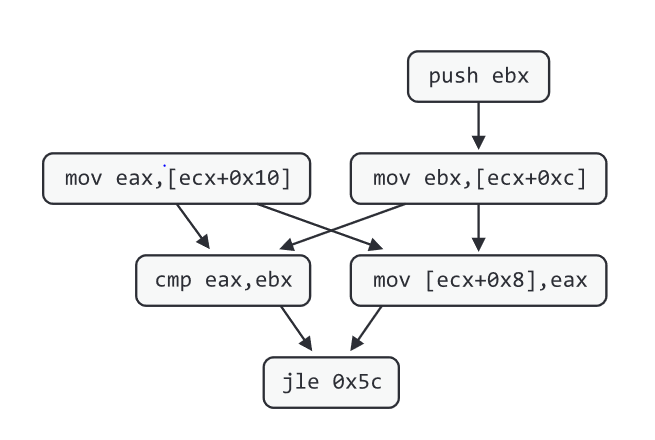 push ebx
mov eax,[ecx+0x10]
mov ebx,[ecx+0xc]
cmp eax,ebx
mov [ecx+0x8],eax
jle 0x5c